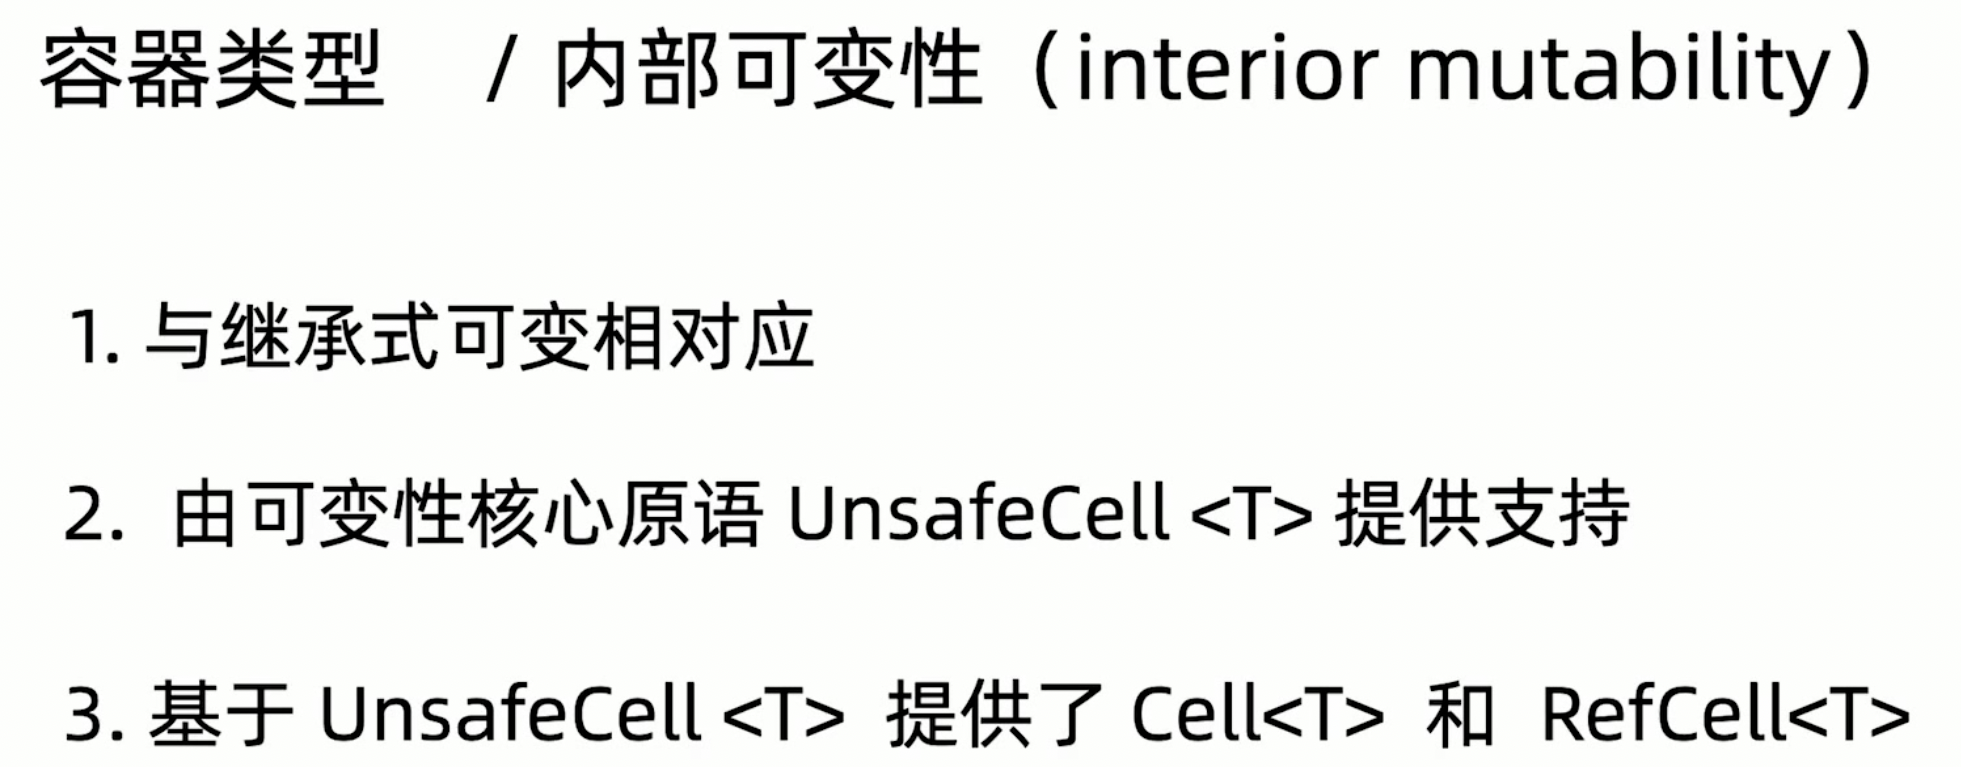 容器类型 / 内部可变性（interior mutability）
1. 与继承式可变相对应
2. 由可变性核心原语 UnsafeCell <T> 提供支持
3. 基于 UnsafeCell <T> 提供了 Cell<T> 和 RefCell<T>